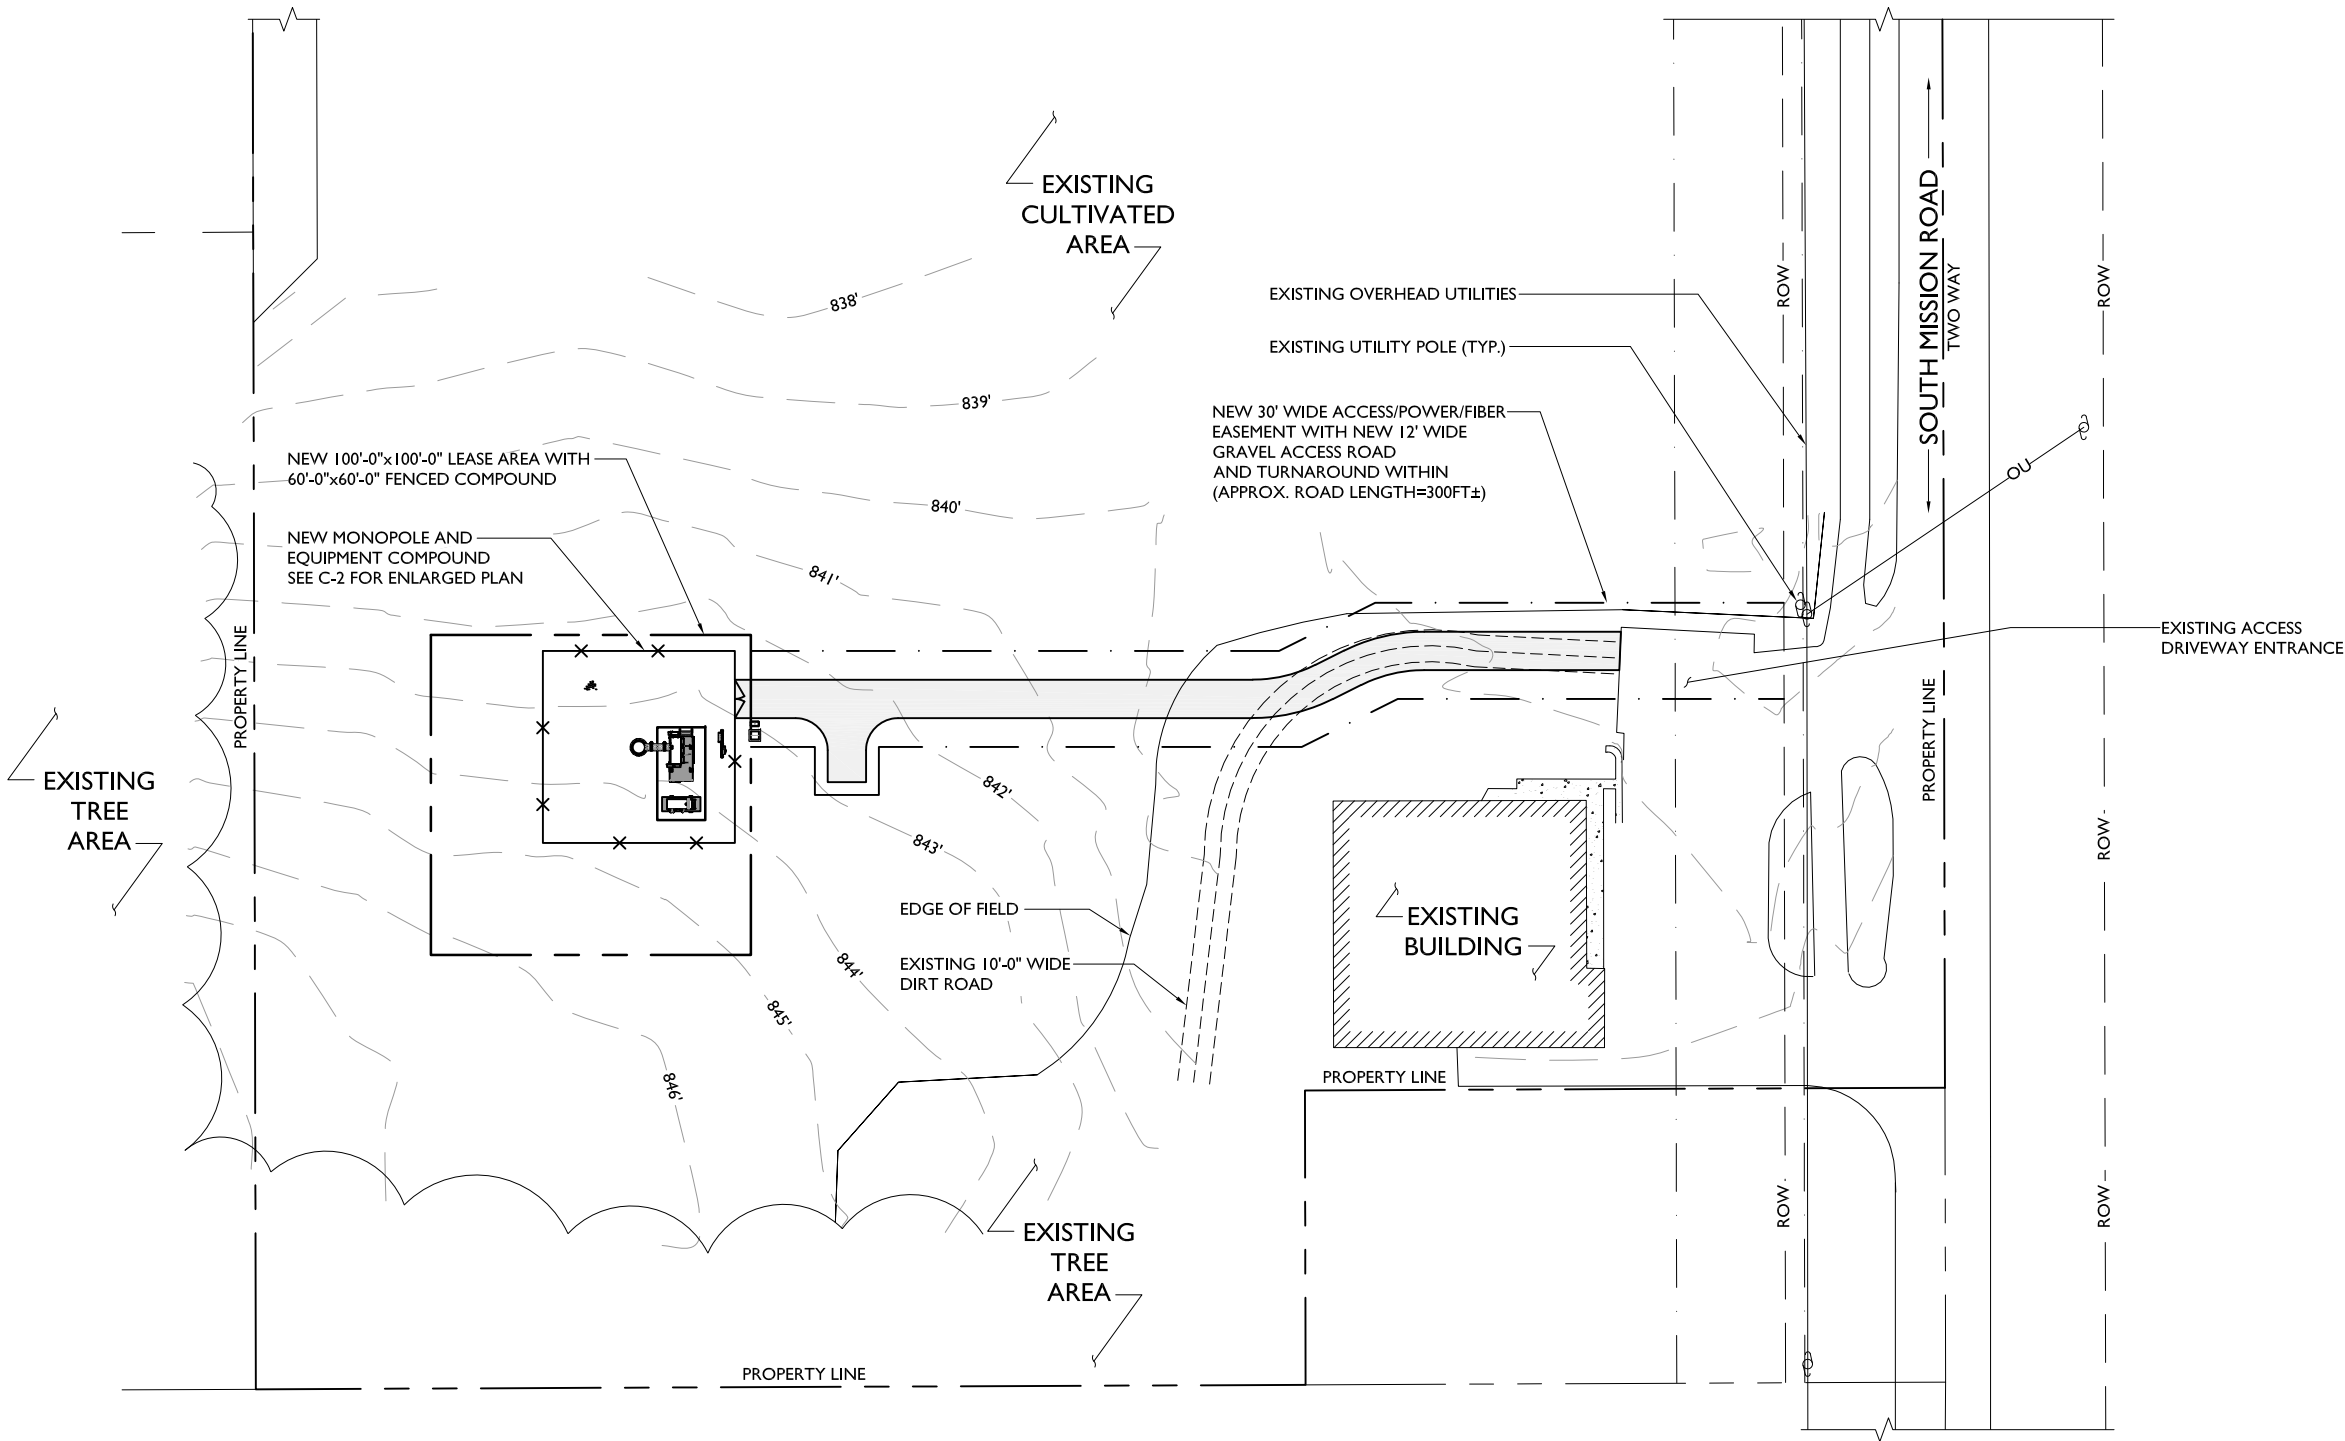 EXISTING
CULTIVATED
AREA
838'
839'
840'
841'
842'
843'
844'
845'
846'
NEW 100'-0"x100'-0" LEASE AREA WITH
60'-0"x60'-0" FENCED COMPOUND
NEW MONOPOLE AND
EQUIPMENT COMPOUND
SEE C-2 FOR ENLARGED PLAN
PROPERTY LINE
EXISTING
TREE
AREA
EXISTING OVERHEAD UTILITIES
EXISTING UTILITY POLE (TYP.)
NEW 30' WIDE ACCESS/POWER/FIBER
EASEMENT WITH NEW 12' WIDE
GRAVEL ACCESS ROAD
AND TURNAROUND WITHIN
(APPROX. ROAD LENGTH=300FT±)
ROW
SOUTH MISSION ROAD
TWO WAY
ROW
OU
EXISTING ACCESS
DRIVEWAY ENTRANCE
PROPERTY LINE
ROW
EDGE OF FIELD
EXISTING 10'-0" WIDE
DIRT ROAD
EXISTING
BUILDING
PROPERTY LINE
EXISTING
TREE
AREA
ROW
ROW
PROPERTY LINE